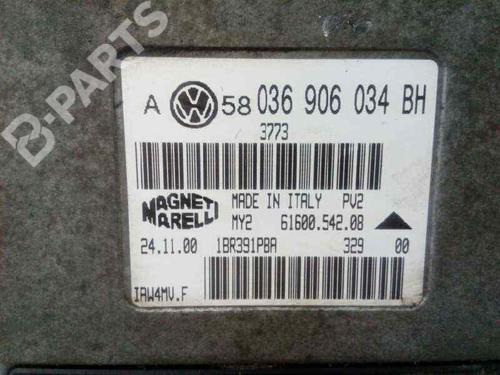 B-PARTS
A VW 58 036 906 034 BH
3773
MAGNETI MARELLI
MADE IN ITALY PV2
MY2 61600.542.08
24.11.00 1BR391PBA 329 00
IAW4MV.F